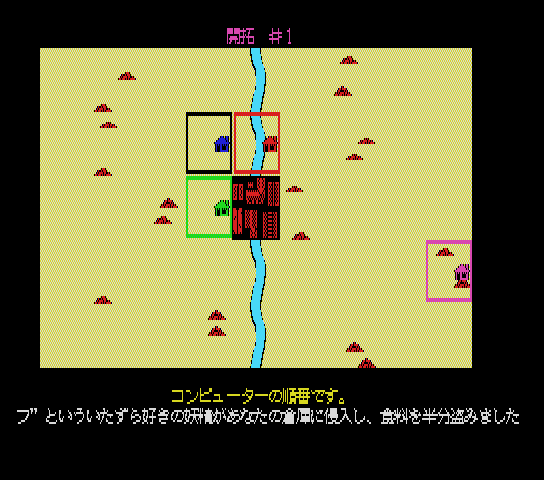 開拓 #1
コンピューターの順番です。
プ”といういたずら好きの妖精があなたの倉庫に侵入し、食料を半分盗みました